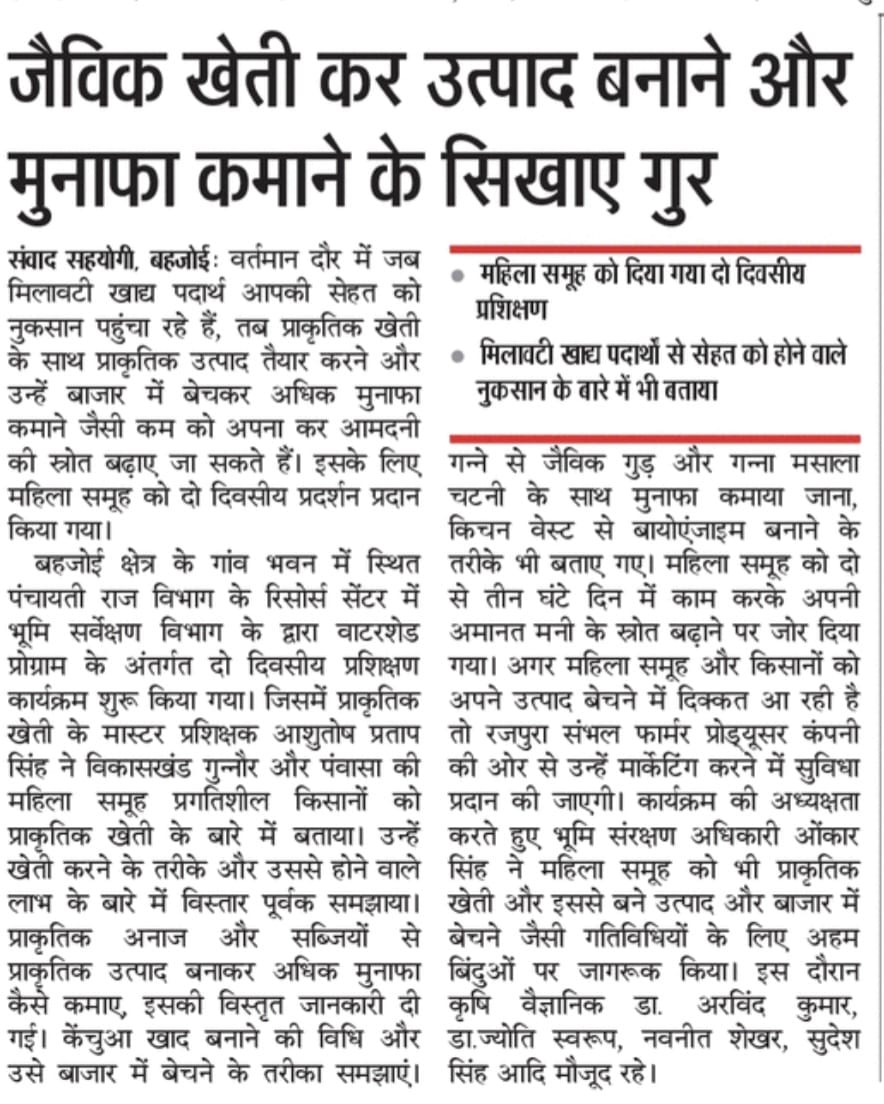 जैविक खेती कर उत्पाद बनाने और
मुनाफा कमाने के सिखाए गुर
संवाद सहयोगी, बहजोई: वर्तमान दौर में जब
मिलावटी खाद्य पदार्थ आपकी सेहत को
नुकसान पहुंचा रहे हैं, तब प्राकृतिक खेती
के साथ प्राकृतिक उत्पाद तैयार करने और
उन्हें बाजार में बेचकर अधिक मुनाफा
कमाने जैसी कम को अपना कर आमदनी
की स्रोत बढ़ाए जा सकते हैं। इसके लिए
महिला समूह को दो दिवसीय प्रदर्शन प्रदान
किया गया।
बहजोई क्षेत्र के गांव भवन में स्थित
पंचायती राज विभाग के रिसोर्स सेंटर में
भूमि सर्वेक्षण विभाग के द्वारा वाटरशेड
प्रोग्राम के अंतर्गत दो दिवसीय प्रशिक्षण
कार्यक्रम शुरू किया गया। जिसमें प्राकृतिक
खेती के मास्टर प्रशिक्षक आशुतोष प्रताप
सिंह ने विकासखंड गुन्नौर और पंवासा की
महिला समूह प्रगतिशील किसानों को
प्राकृतिक खेती के बारे में बताया। उन्हें
खेती करने के तरीके और उससे होने वाले
लाभ के बारे में विस्तार पूर्वक समझाया।
प्राकृतिक अनाज और सब्जियों से
प्राकृतिक उत्पाद बनाकर अधिक मुनाफा
कैसे कमाए, इसकी विस्तृत जानकारी दी
गई। केंचुआ खाद बनाने की विधि और
उसे बाजार में बेचने के तरीका समझाएं।
● महिला समूह को दिया गया दो दिवसीय
प्रशिक्षण
● मिलावटी खाद्य पदार्थों से सेहत को होने वाले
नुकसान के बारे में भी बताया
गन्ने से जैविक गुड़ और गन्ना मसाला
चटनी के साथ मुनाफा कमाया जाना,
किचन वेस्ट से बायोएंजाइम बनाने के
तरीके भी बताए गए। महिला समूह को दो
से तीन घंटे दिन में काम करके अपनी
अमानत मनी के स्रोत बढ़ाने पर जोर दिया
गया। अगर महिला समूह और किसानों को
अपने उत्पाद बेचने में दिक्कत आ रही है
तो रजपुरा संभल फार्मर प्रोड्यूसर कंपनी
की ओर से उन्हें मार्केटिंग करने में सुविधा
प्रदान की जाएगी। कार्यक्रम की अध्यक्षता
करते हुए भूमि संरक्षण अधिकारी ओंकार
सिंह ने महिला समूह को भी प्राकृतिक
खेती और इससे बने उत्पाद और बाजार में
बेचने जैसी गतिविधियों के लिए अहम
बिंदुओं पर जागरूक किया। इस दौरान
कृषि वैज्ञानिक डा. अरविंद कुमार,
डा.ज्योति स्वरूप, नवनीत शेखर, सुदेश
सिंह आदि मौजूद रहे।